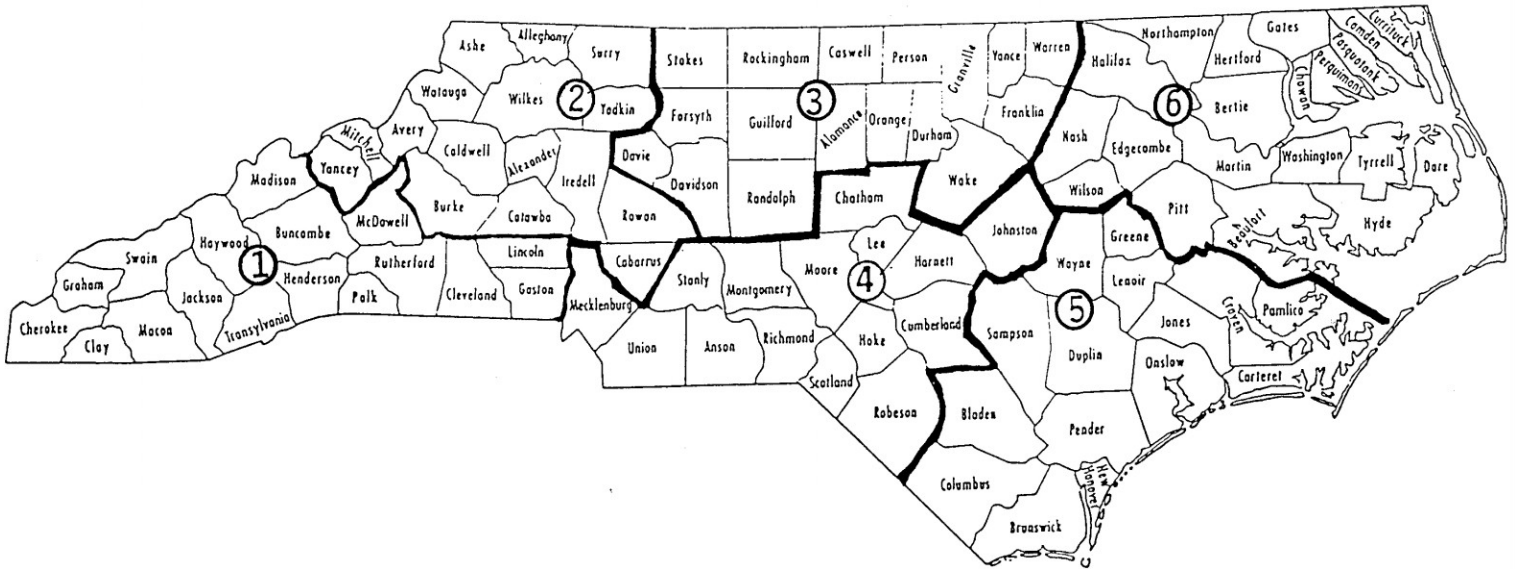 Ashe
Alleghany
Surry
Stokes
Rockingham
Caswell
Person
Granville
Vance
Warren
Northampton
Gates
Camden
Currituck
Pasquotank
Perquimans
Halifax
Hertford
Chowan
Watauga
Wilkes
2
Yadkin
Forsyth
Guilford
3
Alamance
Orange
Durham
Franklin
Nash
6
Bertie
Mitchell
Avery
Caldwell
Alexander
Iredell
Davie
Davidson
Randolph
Chatham
Wake
Edgecombe
Wilson
Martin
Washington
Tyrrell
Dare
Madison
Yancey
McDowell
Burke
Catawba
Rowan
Johnston
Greene
Pitt
Beaufort
Hyde
Swain
Haywood
Buncombe
1
Henderson
Rutherford
Lincoln
Cabarrus
Stanly
Montgomery
Moore
Lee
4
Harnett
Wayne
Lenoir
Graham
Jackson
Transylvania
Polk
Cleveland
Gaston
Mecklenburg
Cherokee
Clay
Macon
Union
Anson
Richmond
Scotland
Hoke
Cumberland
Sampson
5
Duplin
Jones
Craven
Pamlico
Onslow
Carteret
Robeson
Bladen
Pender
Columbus
New
Hanover
Brunswick